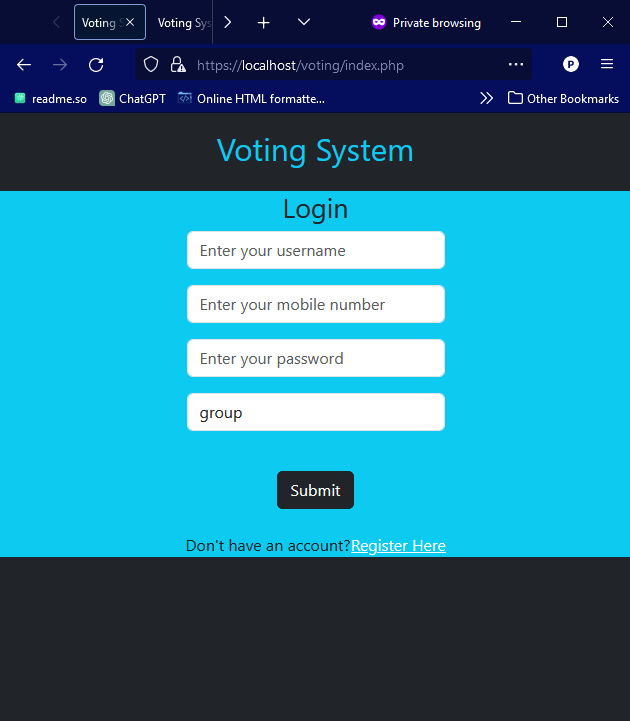 Voting S
Voting Sys
Private browsing
https://localhost/voting/index.php
P
readme.so
ChatGPT
Online HTML formatte...
Other Bookmarks
Voting System
Login
Enter your username
Enter your mobile number
Enter your password
group
Submit
Don't have an account?Register Here